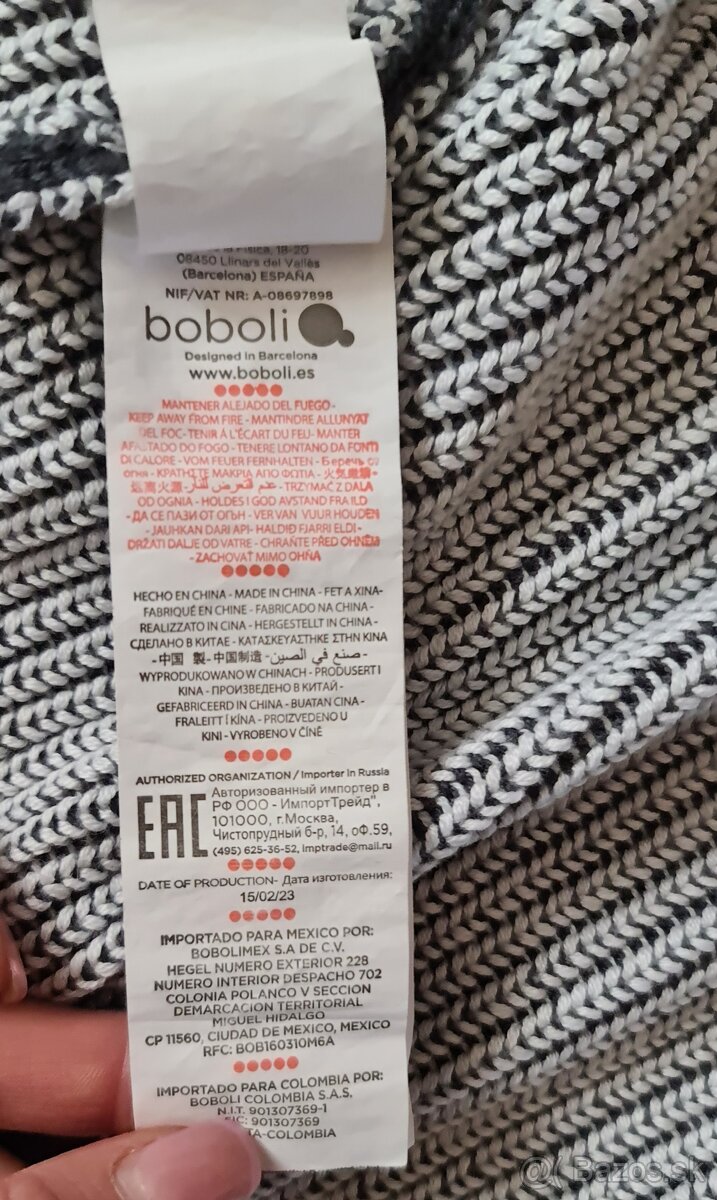 Física, 18-20
08450 Llinars del Vallès
(Barcelona) ESPAÑA
NIF/VAT NR: A-08697898
boboli
Designed in Barcelona
www.boboli.es
MANTENER ALEJADO DEL FUEGO -
KEEP AWAY FROM FIRE - MANTINDRE ALLUNYAT
DEL FOC - TENIR À L'ÉCART DU FEU - MANTER
AFASTADO DO FOGO - TENERE LONTANO DA FONTI
DI CALORE - VOM FEUER FERNHALTEN - Беречь от
огня - ΚΡΑΤΗΣΤΕ ΜΑΚΡΙΑ ΑΠΟ ΦΩΤΙΑ - 火気厳禁 -
远离火源 - TRZYMAĆ Z DALA
OD OGNIA - HOLDES I GOD AVSTAND FRA ILD
- ДА СЕ ПАЗИ ОТ ОГЪН - VER VAN VUUR HOUDEN
- JAUHKAN DARI API - HALDIÐ FJARRI ELDI -
DRŽATI DALJE OD VATRE - CHRAŇTE PŘED OHNĚM
- ZACHOVAŤ MIMO OHŇA
HECHO EN CHINA - MADE IN CHINA - FET A XINA -
FABRIQUÉ EN CHINE - FABRICADO NA CHINA -
REALIZZATO IN CINA - HERGESTELLT IN CHINA -
СДЕЛАНО В КИТАЕ - ΚΑΤΑΣΚΕΥΑΣΤΗΚΕ ΣΤΗΝ ΚΙΝΑ
- 中国 製 - 中国制造 - صنع في الصين -
WYPRODUKOWANO W CHINACH - PRODUSERT I
KINA - ПРОИЗВЕДЕНО В КИТАЙ -
GEFABRICEERD IN CHINA - BUATAN CINA -
FRALEITT Í KÍNA - PROIZVEDENO U
KINI - VYROBENO V ČÍNĚ
AUTHORIZED ORGANIZATION / Importer in Russia
EAC
Авторизованный импортер в
РФ ООО - ИмпортТрейд",
101000, г.Москва,
Чистопрудный б-р, 14, оф.59,
(495) 625-36-52, imptrade@mail.ru
DATE OF PRODUCTION- Дата изготовления:
15/02/23
IMPORTADO PARA MEXICO POR:
BOBOLIMEX S.A DE C.V.
HEGEL NUMERO EXTERIOR 228
NUMERO INTERIOR DESPACHO 702
COLONIA POLANCO V SECCION
DEMARCACION TERRITORIAL
MIGUEL HIDALGO
CP 11560, CIUDAD DE MEXICO, MEXICO
RFC: BOB160310M6A
IMPORTADO PARA COLOMBIA POR:
BOBOLI COLOMBIA S.A.S.
N.I.T. 901307369-1
SIC: 901307369
TA-COLOMBIA
Bazos.sk